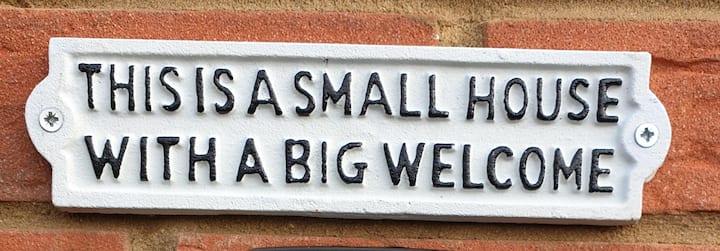 THIS IS A SMALL HOUSE
WITH A BIG WELCOME